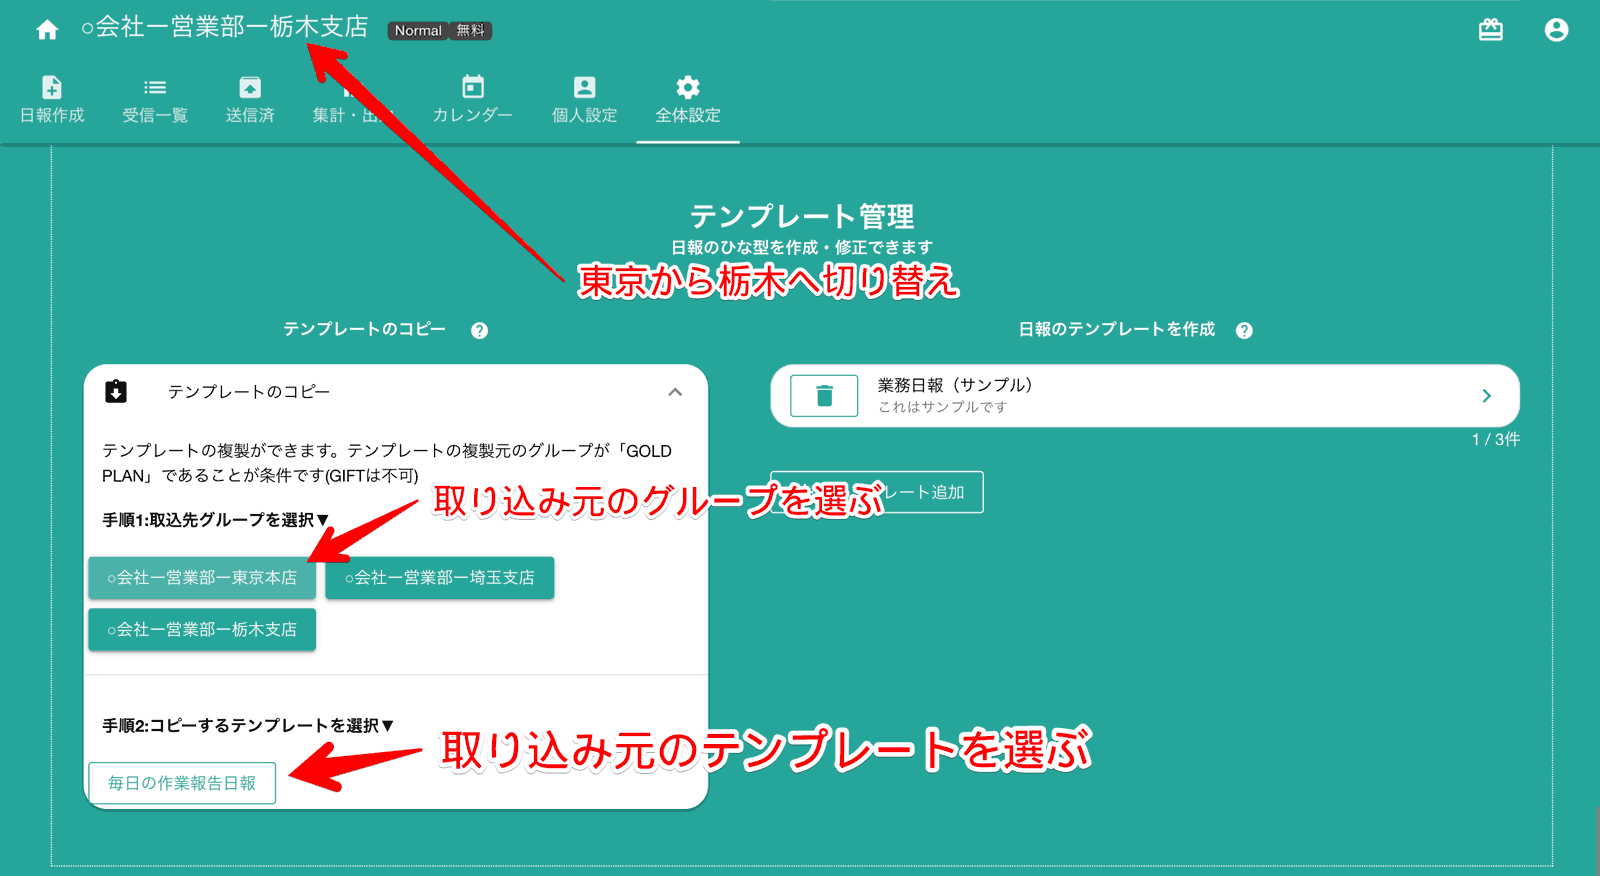 ○会社ー営業部ー栃木支店 Normal 無料
日報作成 受信一覧 送信済 集計・出 カレンダー 個人設定 全体設定
テンプレート管理
日報のひな型を作成・修正できます
東京から栃木へ切り替え
テンプレートのコピー ?
テンプレートのコピー
テンプレートの複製ができます。テンプレートの複製元のグループが「GOLD
PLAN」であることが条件です(GIFTは不可)
取り込み元のグループを選ぶ
手順1:取込先グループを選択▼
○会社ー営業部ー東京本店 ○会社ー営業部ー埼玉支店
○会社ー営業部ー栃木支店
手順2:コピーするテンプレートを選択▼
取り込み元のテンプレートを選ぶ
毎日の作業報告日報
日報のテンプレートを作成 ?
業務日報（サンプル）
これはサンプルです
1 / 3件
レート追加